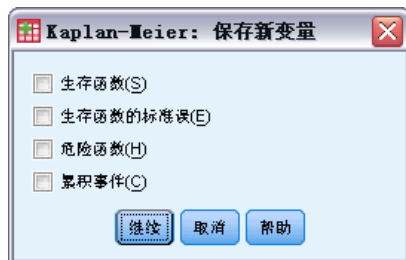 Kaplan-Meier: 保存新变量
生存函数(S)
生存函数的标准误(E)
危险函数(H)
累积事件(C)
继续 取消 帮助